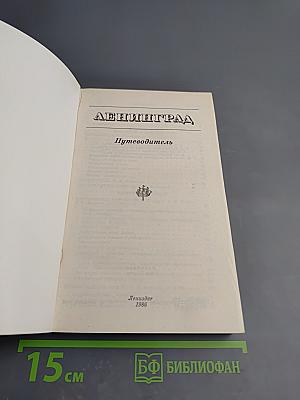 ЛЕНИНГРАД
Путеводитель
Лениздат
1986
15 см
БФ БИБЛИОФАН